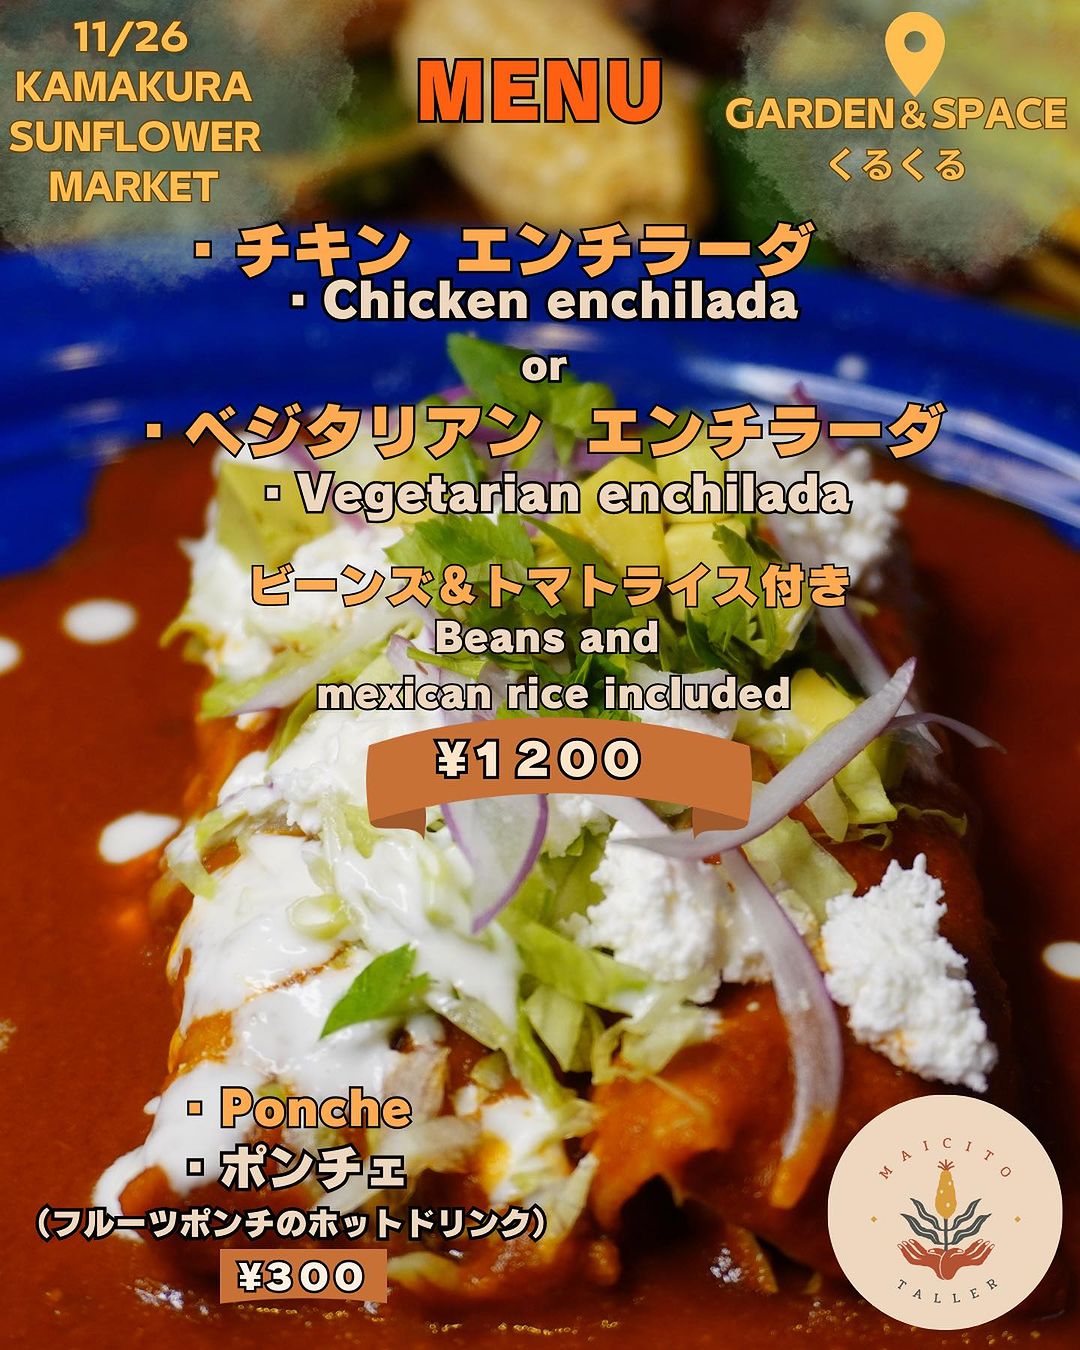 11/26
KAMAKURA
SUNFLOWER
MARKET
MENU
GARDEN&SPACE
くるくる
・チキン エンチラーダ
・Chicken enchilada
or
・ベジタリアン エンチラーダ
・Vegetarian enchilada
ビーンズ&トマトライス付き
Beans and
mexican rice included
¥1200
・Ponche
・ポンチェ
(フルーツポンチのホットドリンク)
¥300
MAICITO
TALLER